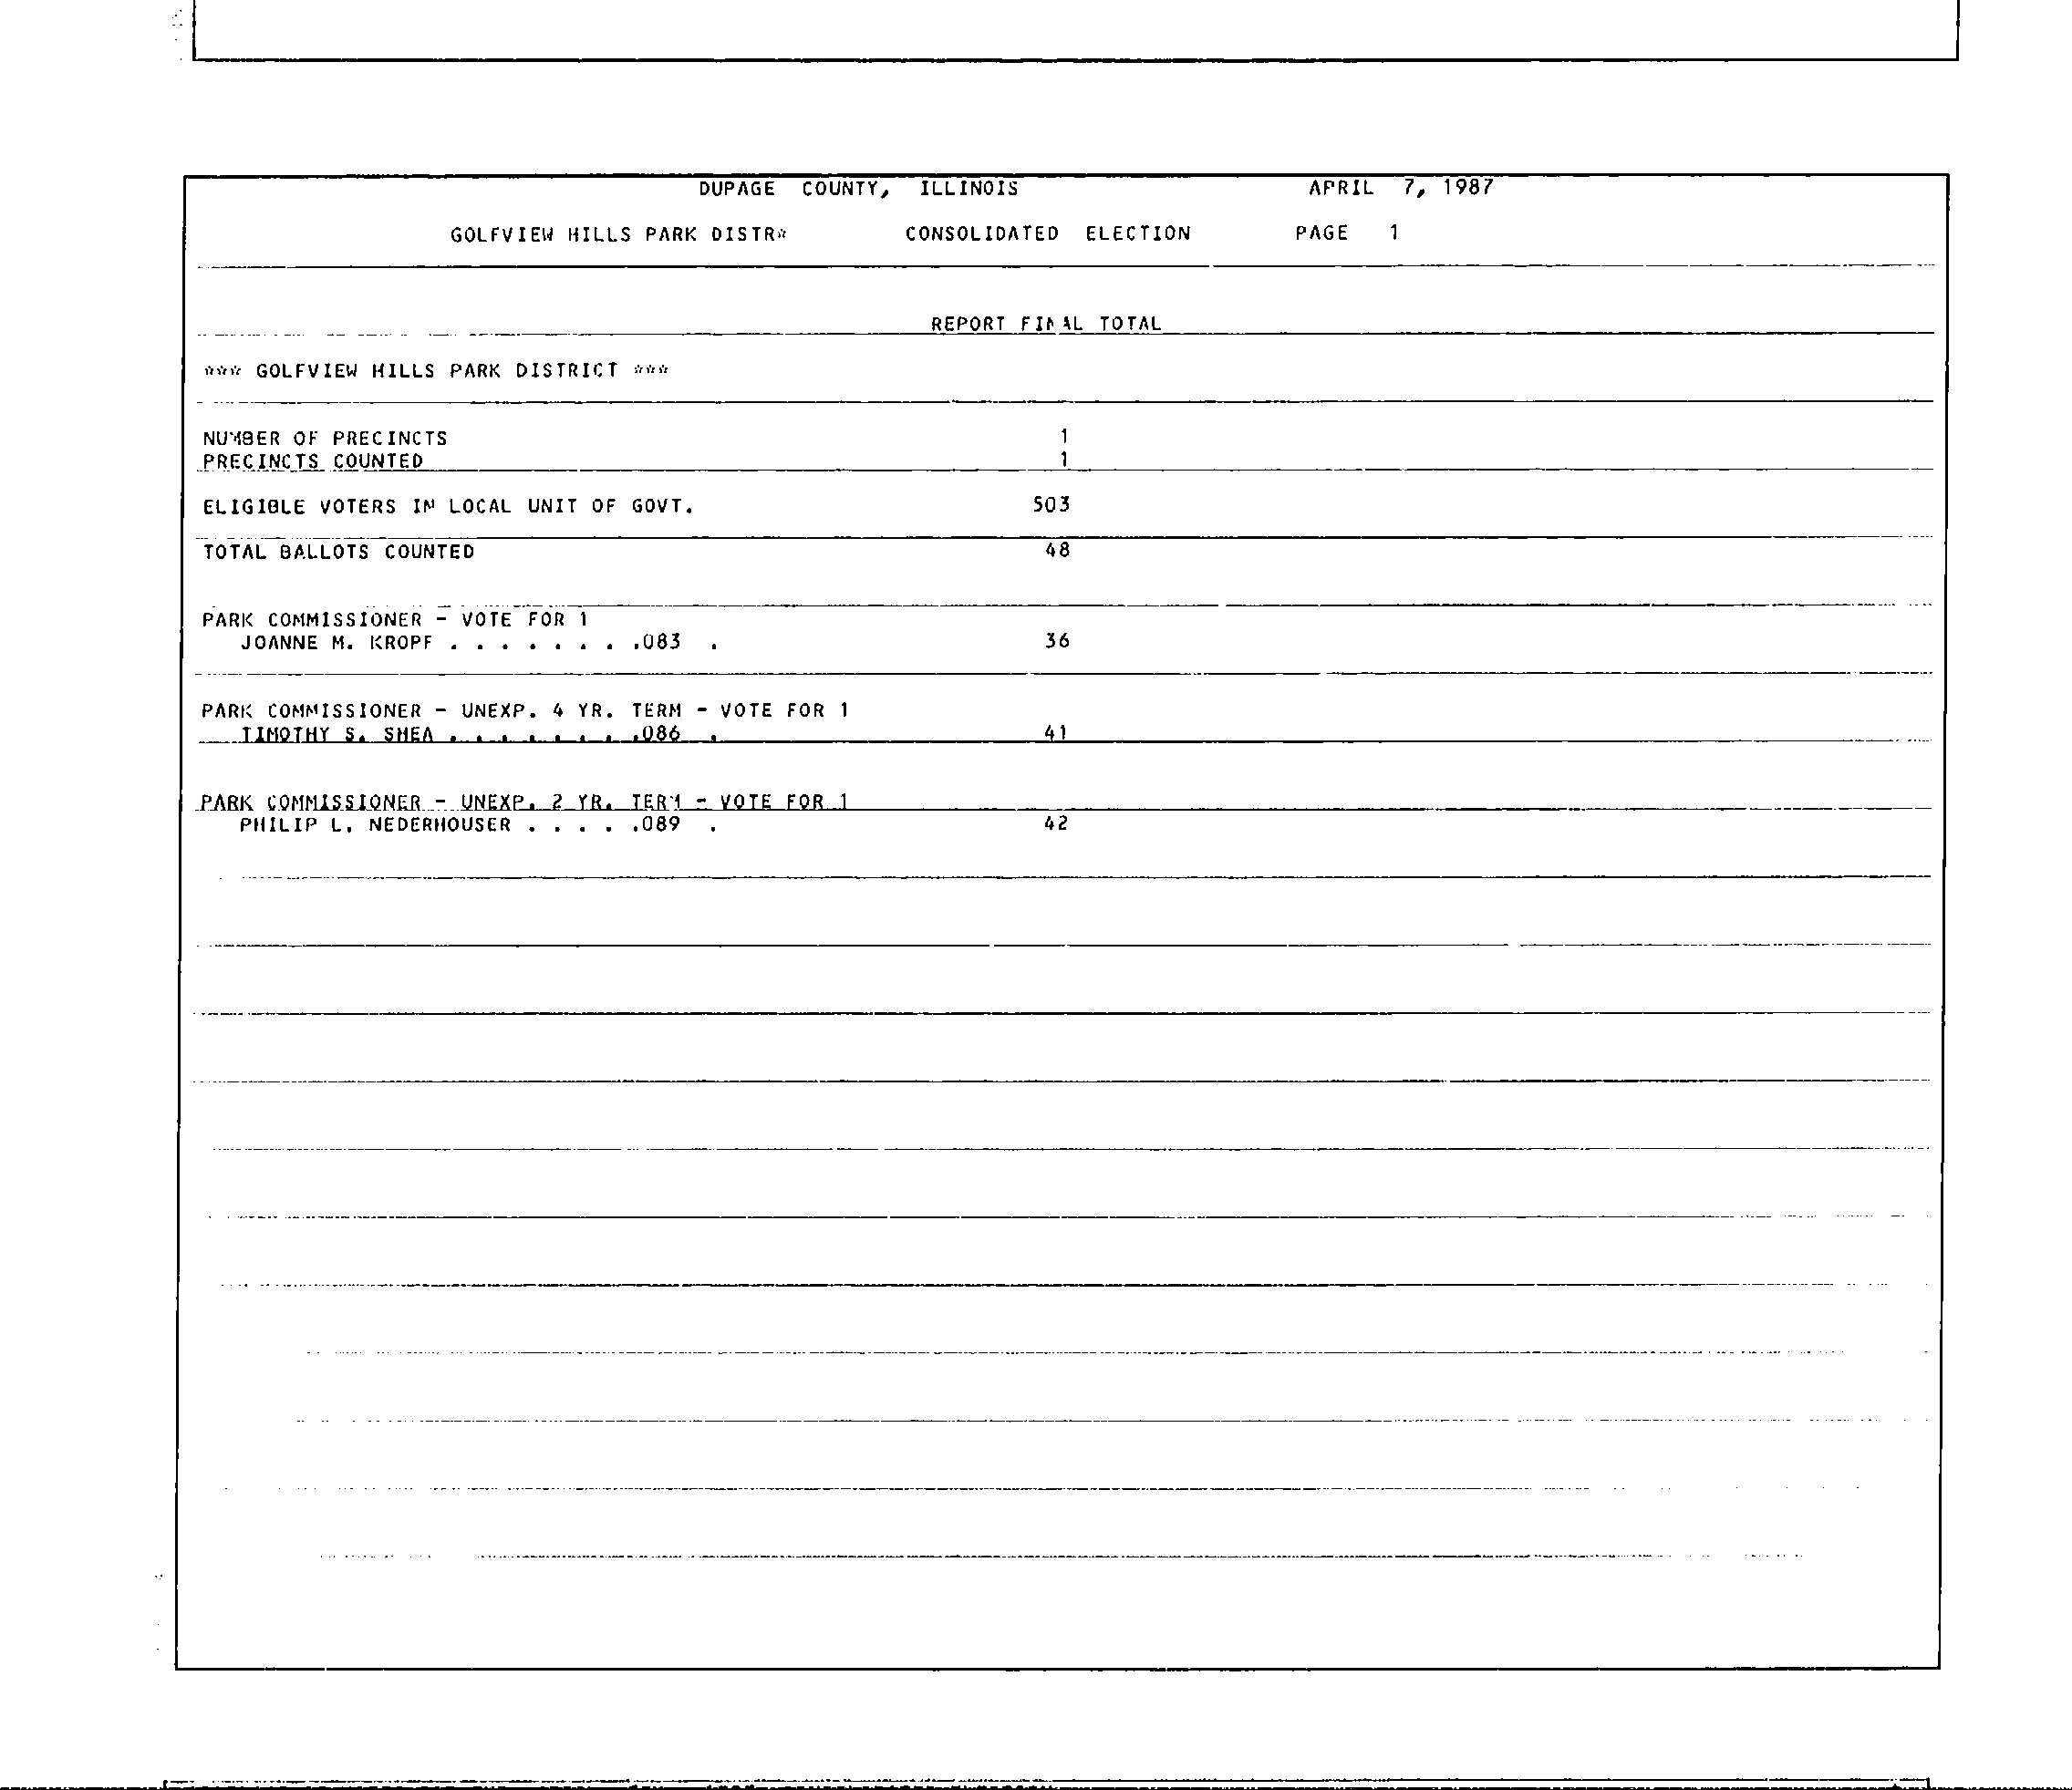 DUPAGE COUNTY, ILLINOIS APRIL 7, 1987
GOLFVIEW HILLS PARK DISTR* CONSOLIDATED ELECTION PAGE 1
REPORT FINAL TOTAL
*** GOLFVIEW HILLS PARK DISTRICT ***
NUMBER OF PRECINCTS 1
PRECINCTS COUNTED 1
ELIGIBLE VOTERS IN LOCAL UNIT OF GOVT. 503
TOTAL BALLOTS COUNTED 48
PARK COMMISSIONER - VOTE FOR 1
JOANNE M. KROPF . . . . . . . .083 . 36
PARK COMMISSIONER - UNEXP. 4 YR. TERM - VOTE FOR 1
TIMOTHY S. SHEA . . . . . . . .086 . 41
PARK COMMISSIONER - UNEXP. 2 YR. TERM - VOTE FOR 1
PHILIP L. NEDERHOUSER . . . . .089 . 42